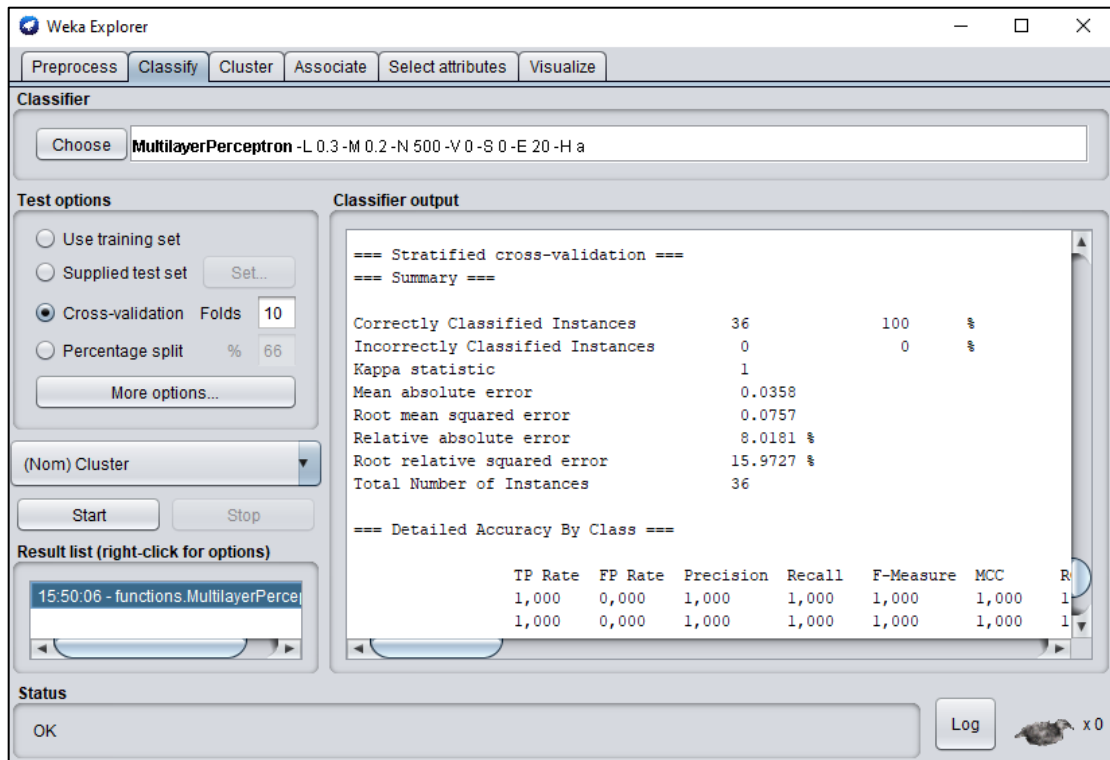 Weka Explorer
Preprocess Classify Cluster Associate Select attributes Visualize
Classifier
Choose MultilayerPerceptron -L 0.3 -M 0.2 -N 500 -V 0 -S 0 -E 20 -H a
Test options
Use training set
Supplied test set Set...
Cross-validation Folds 10
Percentage split % 66
More options...
(Nom) Cluster
Start Stop
Result list (right-click for options)
15:50:06 - functions.MultilayerPercep
Classifier output
=== Stratified cross-validation ===
=== Summary ===
Correctly Classified Instances 36 100 %
Incorrectly Classified Instances 0 0 %
Kappa statistic 1
Mean absolute error 0.0358
Root mean squared error 0.0757
Relative absolute error 8.0181 %
Root relative squared error 15.9727 %
Total Number of Instances 36
=== Detailed Accuracy By Class ===
TP Rate FP Rate Precision Recall F-Measure MCC R
1,000 0,000 1,000 1,000 1,000 1,000 1
1,000 0,000 1,000 1,000 1,000 1,000 1
Status
OK
Log
x 0